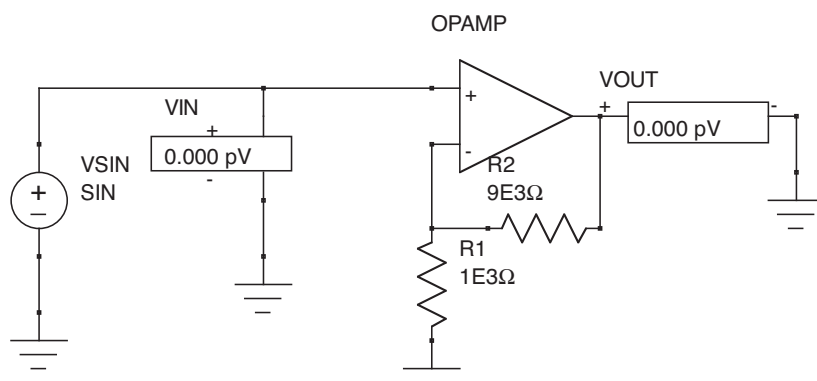 OPAMP
VOUT
VIN
+
+
+
-
0.000 pV
0.000 pV
-
-
VSIN
SIN
+
−
R2
9E3Ω
R1
1E3Ω